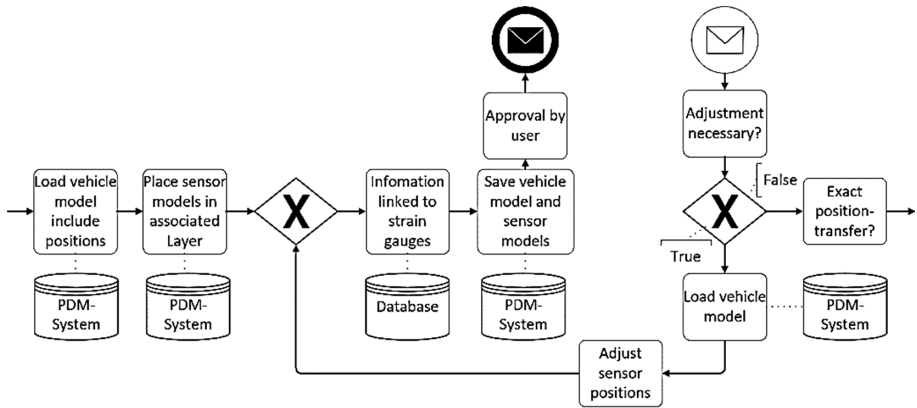 Approval by
user
Adjustment
necessary?
Load vehicle
model
include
positions
Place sensor
models in
associated
Layer
X
Infomation
linked to
strain
gauges
Save vehicle
model and
sensor
models
X
False
True
Exact
position-
transfer?
PDM-
System
PDM-
System
Database
PDM-
System
Load vehicle
model
PDM-
System
Adjust
sensor
positions